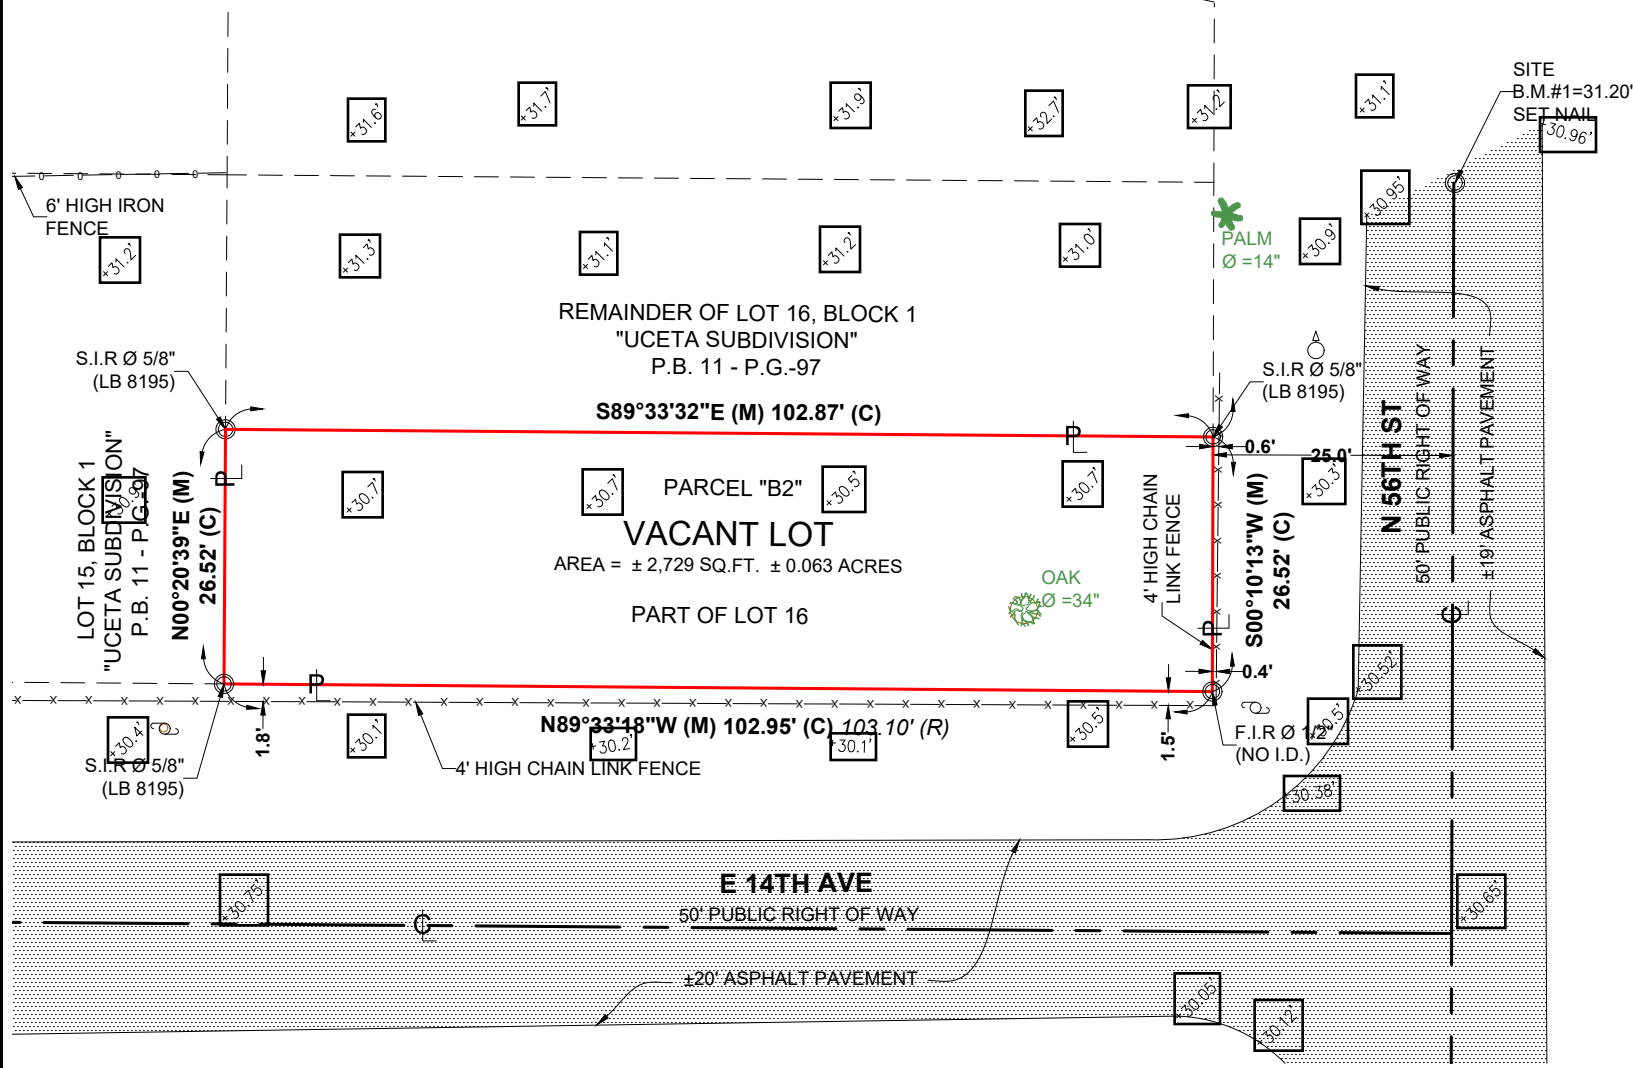 SITE
B.M.#1=31.20'
SET NAIL
+31.6'
+31.7'
+31.9'
+32.7'
+31.2'
+31.1'
+30.96'
6' HIGH IRON
FENCE
+30.95'
+31.2'
+31.3'
+31.1'
+31.2'
+31.0'
PALM
Ø =14"
+30.9'
REMAINDER OF LOT 16, BLOCK 1
"UCETA SUBDIVISION"
P.B. 11 - P.G.-97
S.I.R Ø 5/8"
(LB 8195)
S.I.R Ø 5/8"
(LB 8195)
S89°33'32"E (M) 102.87' (C)
0.6'
25.0'
N 56TH ST
50' PUBLIC RIGHT OF WAY
±19' ASPHALT PAVEMENT
LOT 15, BLOCK 1
"UCETA SUBDIVISION"
P.B. 11 - P.G.-97
+30.9'
N00°20'39"E (M)
26.52' (C)
+30.7'
+30.7'
PARCEL "B2"
+30.5'
+30.7'
+30.3'
VACANT LOT
AREA = ± 2,729 SQ.FT. ± 0.063 ACRES
PART OF LOT 16
OAK
Ø =34"
4' HIGH CHAIN
LINK FENCE
S00°10'13"W (M)
26.52' (C)
+30.52'
0.4'
N89°33'18"W (M) 102.95' (C) 103.10' (R)
1.8'
1.5'
+30.4'
+30.1'
+30.2'
+30.1'
+30.5'
+30.5'
S.I.R Ø 5/8"
(LB 8195)
4' HIGH CHAIN LINK FENCE
F.I.R Ø 1/2"
(NO I.D.)
+30.38'
E 14TH AVE
50' PUBLIC RIGHT OF WAY
+30.75'
+30.65'
±20' ASPHALT PAVEMENT
+30.05'
+30.12'